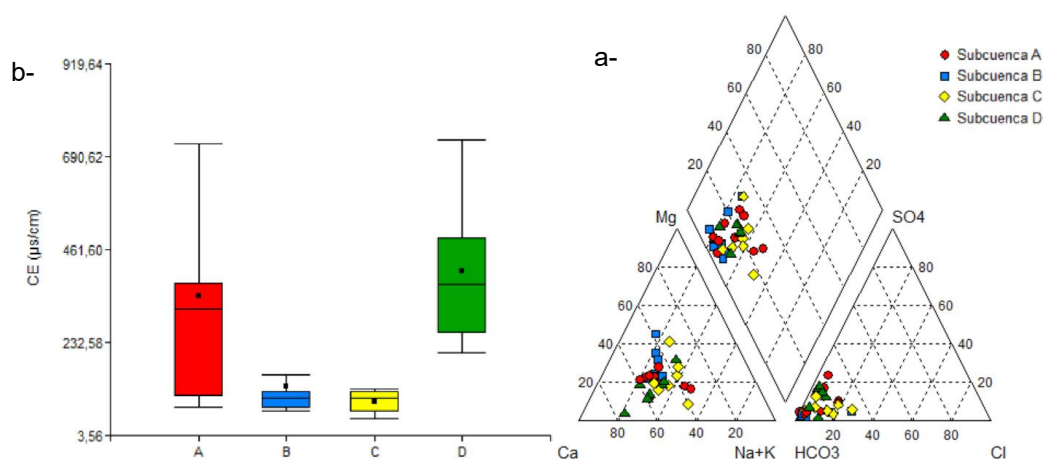 b-
919,64
690,62
461,60
232,58
3,56
CE (µs/cm)
A B C D
a-
Subcuenca A
Subcuenca B
Subcuenca C
Subcuenca D
80 80
60 60
40 40
20 20
Mg SO4
80 80
60 60
40 40
20 20
80 60 40 20 20 40 60 80
Ca Na+K HCO3 Cl